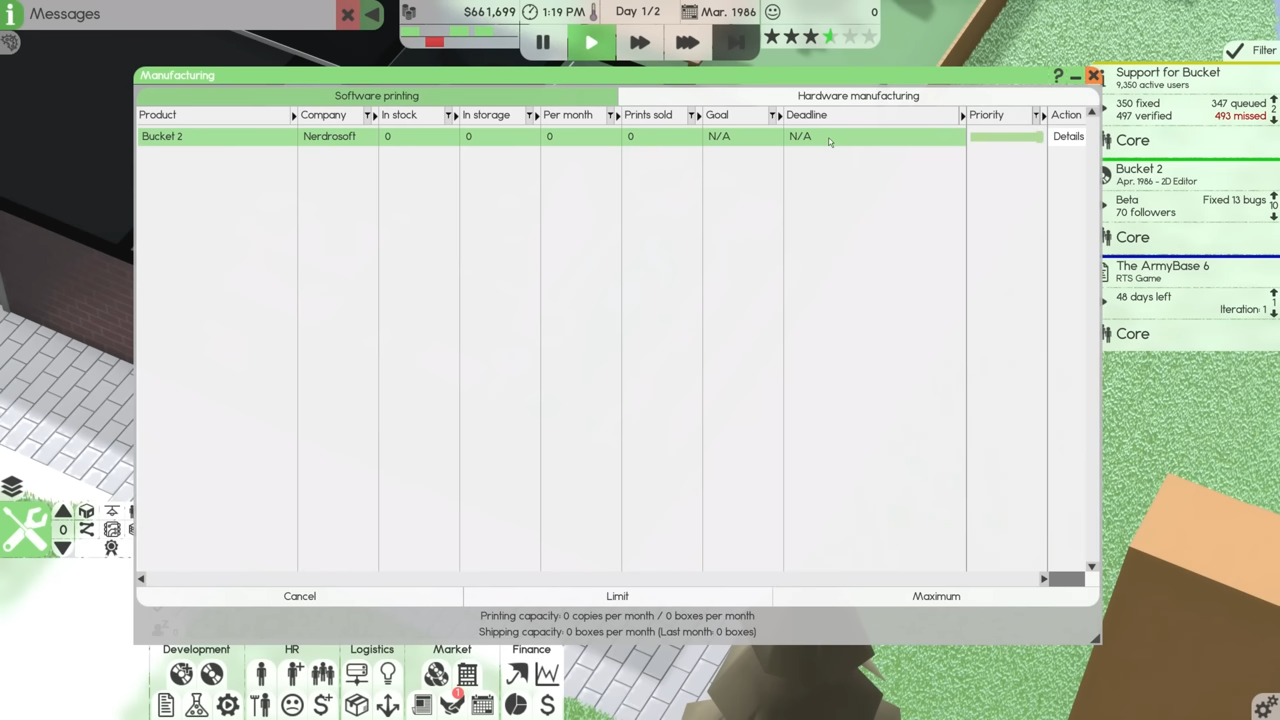 Messages
$661,699
1:19 PM
Day 1/2
Mar. 1986
0
Filter
Manufacturing
?
Software printing
Hardware manufacturing
Product
Company
In stock
In storage
Per month
Prints sold
Goal
Deadline
Priority
Action
Bucket 2
Nerdrosoft
0
0
0
0
N/A
N/A
Details
Cancel
Limit
Maximum
Printing capacity: 0 copies per month / 0 boxes per month
Shipping capacity: 0 boxes per month (Last month: 0 boxes)
Support for Bucket
9,350 active users
350 fixed
347 queued
497 verified
493 missed
2
Core
Bucket 2
Apr. 1986 - 2D Editor
Beta
Fixed 13 bugs
70 followers
10
Core
The ArmyBase 6
RTS Game
48 days left
Iteration: 1
1
Core
0
Development
HR
Logistics
Market
Finance
1